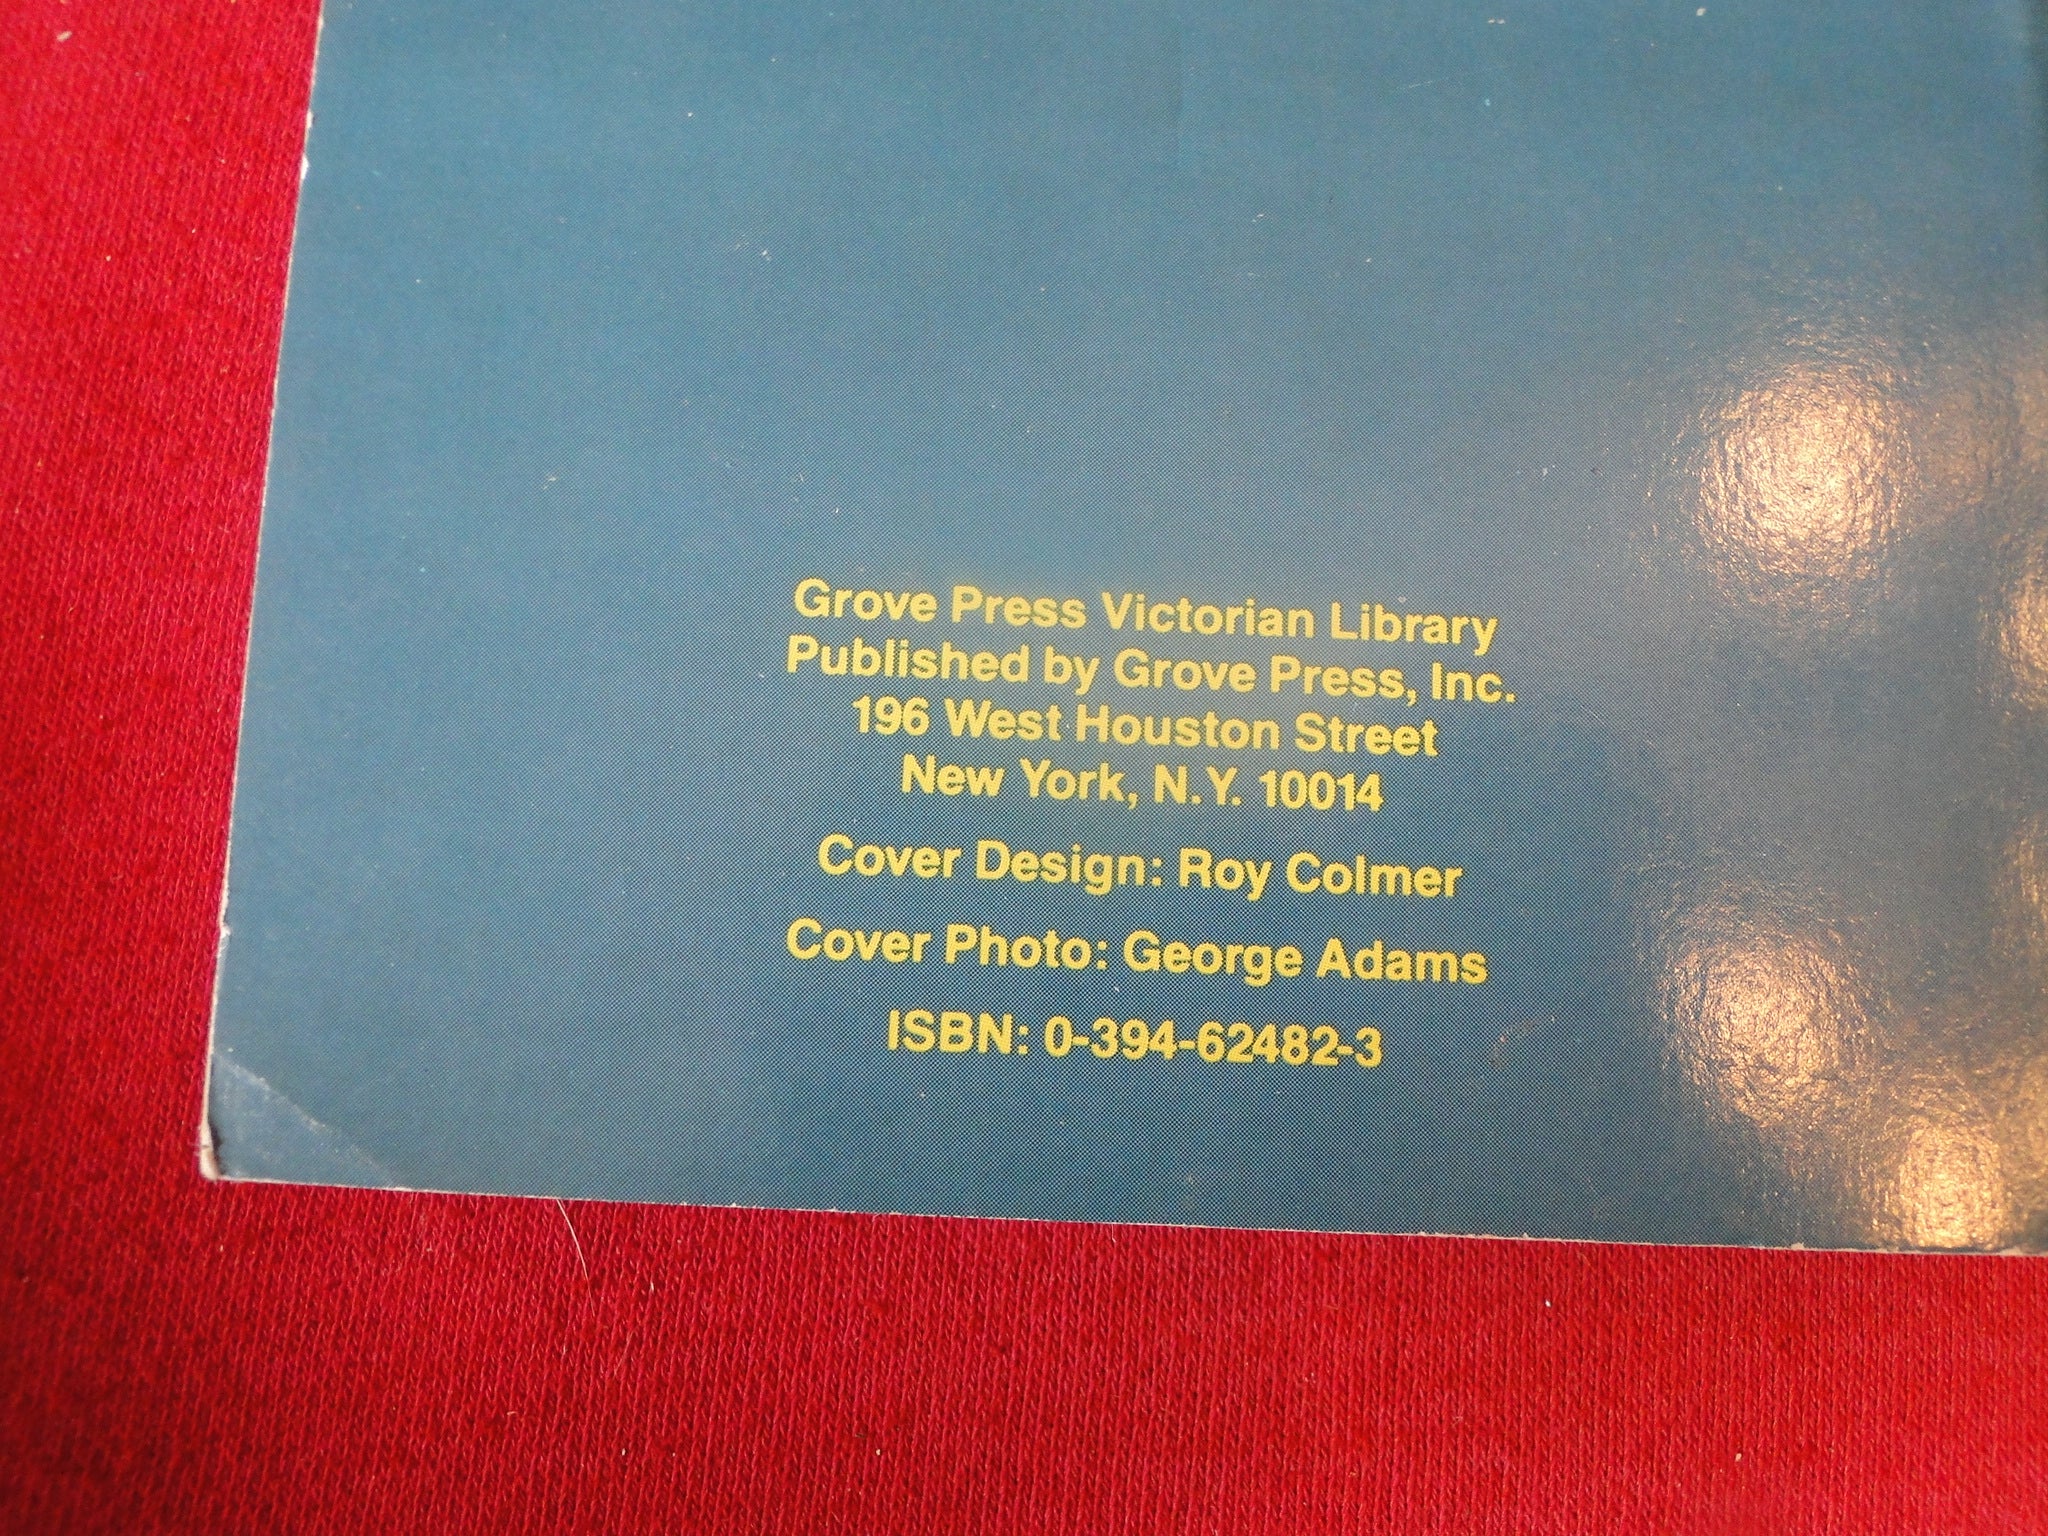 Grove Press Victorian Library
Published by Grove Press, Inc.
196 West Houston Street
New York, N.Y. 10014
Cover Design: Roy Colmer
Cover Photo: George Adams
ISBN: 0-394-62482-3